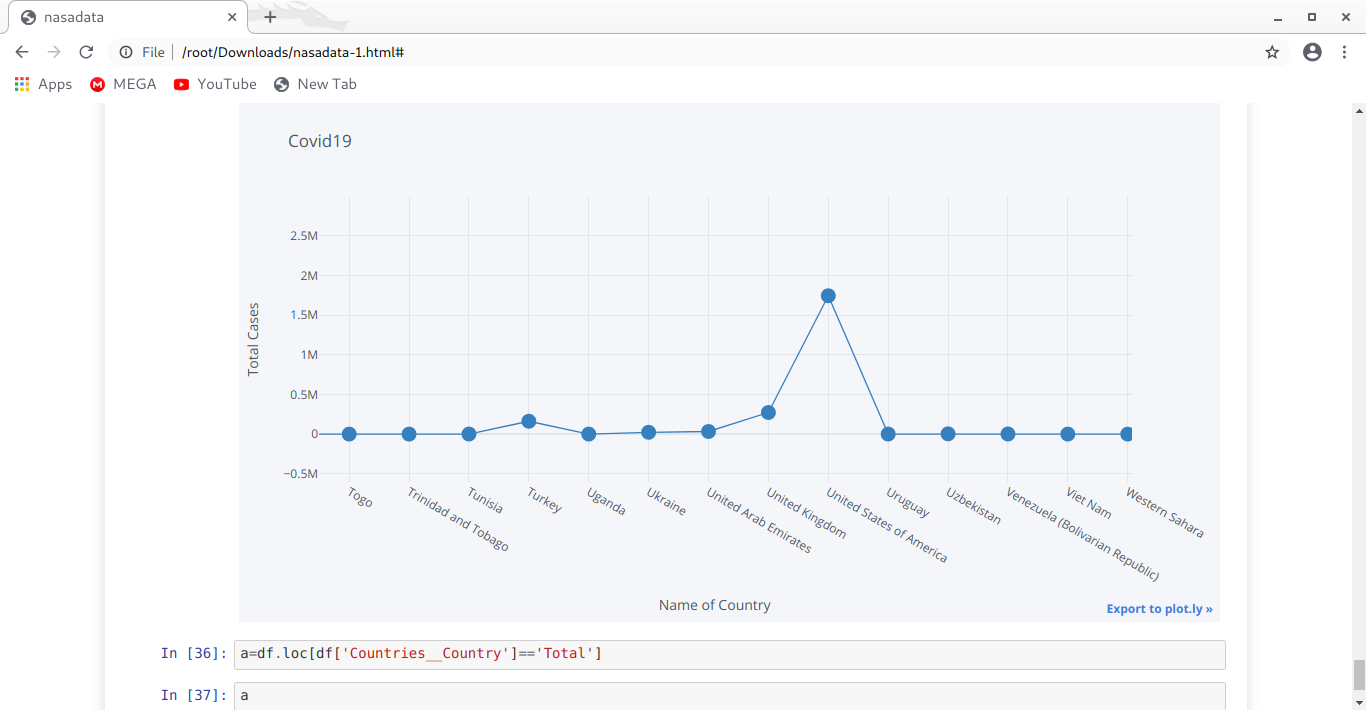 nasadata
File /root/Downloads/nasadata-1.html#
Apps MEGA YouTube New Tab
Covid19
2.5M
2M
1.5M
1M
0.5M
0
−0.5M
Total Cases
Togo
Trinidad and Tobago
Tunisia
Turkey
Uganda
Ukraine
United Arab Emirates
United Kingdom
United States of America
Uruguay
Uzbekistan
Venezuela (Bolivarian Republic)
Viet Nam
Western Sahara
Name of Country
Export to plot.ly »
In [36]: a=df.loc[df['Countries__Country']=='Total']
In [37]: a